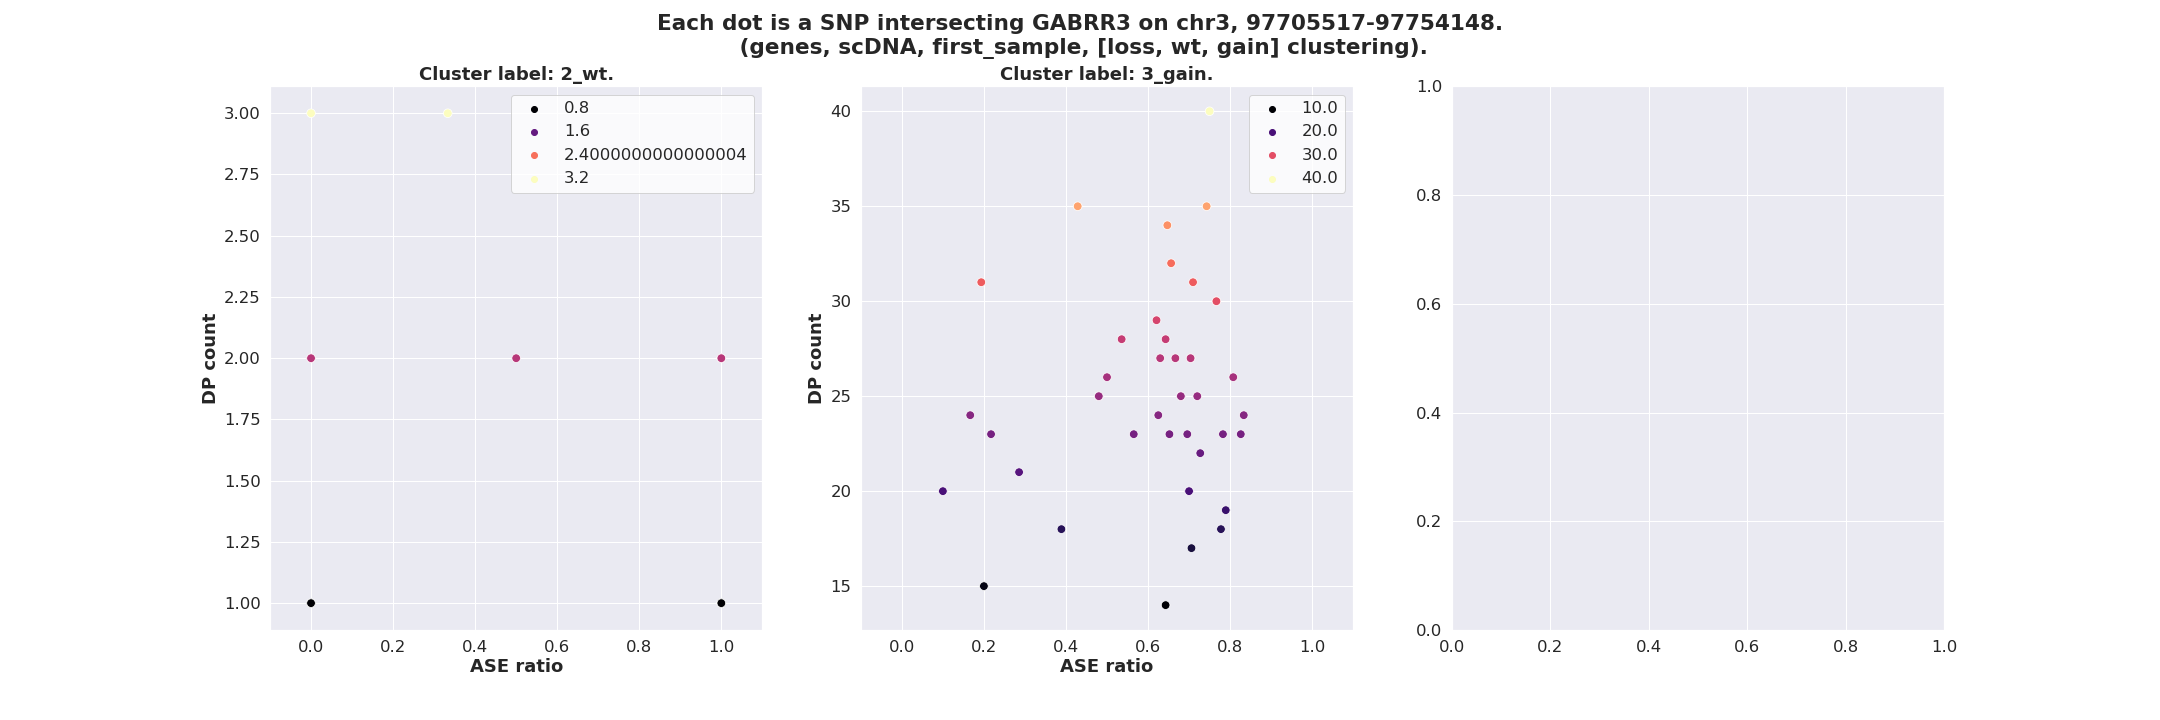 Each dot is a SNP intersecting GABRR3 on chr3, 97705517-97754148.
(genes, scDNA, first_sample, [loss, wt, gain] clustering).
Cluster label: 2_wt.
0.8
1.6
2.4000000000000004
3.2
DP count
3.00
2.75
2.50
2.25
2.00
1.75
1.50
1.25
1.00
0.0 0.2 0.4 0.6 0.8 1.0
ASE ratio
Cluster label: 3_gain.
10.0
20.0
30.0
40.0
DP count
40
35
30
25
20
15
0.0 0.2 0.4 0.6 0.8 1.0
ASE ratio
1.0
0.8
0.6
0.4
0.2
0.0
0.0 0.2 0.4 0.6 0.8 1.0